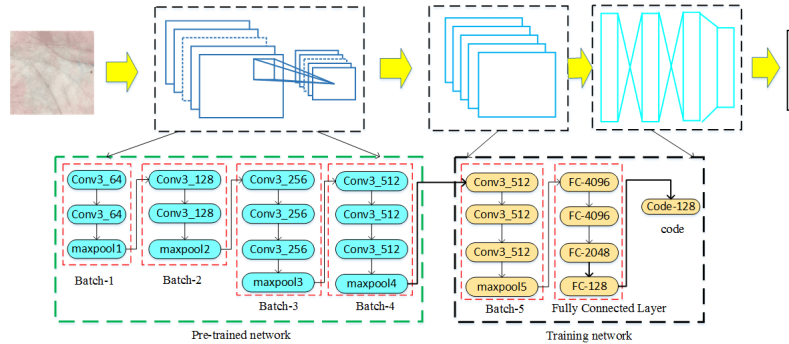 Conv3_64
Conv3_64
maxpool1
Batch-1
Conv3_128
Conv3_128
maxpool2
Batch-2
Conv3_256
Conv3_256
Conv3_256
maxpool3
Batch-3
Conv3_512
Conv3_512
Conv3_512
maxpool4
Batch-4
Pre-trained network
Conv3_512
Conv3_512
Conv3_512
maxpool5
Batch-5
FC-4096
FC-4096
FC-2048
FC-128
Fully Connected Layer
Code-128
code
Training network